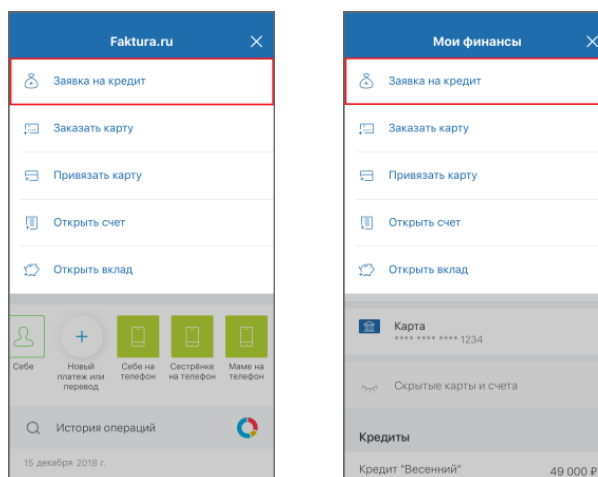 Faktura.ru
Заявка на кредит
Заказать карту
Привязать карту
Открыть счет
Открыть вклад
Себе
Новый
платеж или
перевод
Себе на
телефон
Сестрёнке
на телефон
Маме на
телефон
История операций
15 декабря 2018 г.
Мои финансы
Заявка на кредит
Заказать карту
Привязать карту
Открыть счет
Открыть вклад
Карта
**** **** **** 1234
Скрытые карты и счета
Кредиты
Кредит "Весенний" 49 000 ₽